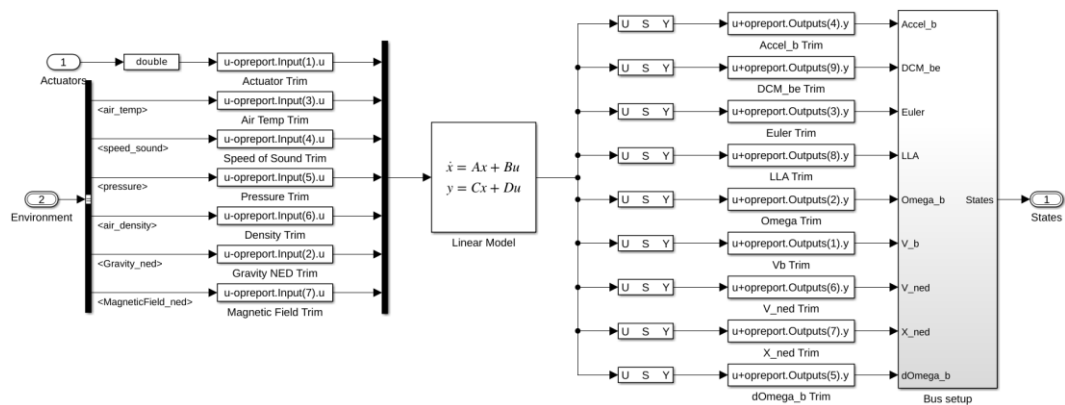 1
Actuators
double
u-opreport.Input(1).u
Actuator Trim
<air_temp>
u-opreport.Input(3).u
Air Temp Trim
<speed_sound>
u-opreport.Input(4).u
Speed of Sound Trim
<pressure>
u-opreport.Input(5).u
Pressure Trim
2
Environment
<air_density>
u-opreport.Input(6).u
Density Trim
<Gravity_ned>
u-opreport.Input(2).u
Gravity NED Trim
<MagneticField_ned>
u-opreport.Input(7).u
Magnetic Field Trim
ẋ = Ax + Bu
y = Cx + Du
Linear Model
U S Y
u+opreport.Outputs(4).y
Accel_b Trim
U S Y
u+opreport.Outputs(9).y
DCM_be Trim
U S Y
u+opreport.Outputs(3).y
Euler Trim
U S Y
u+opreport.Outputs(8).y
LLA Trim
U S Y
u+opreport.Outputs(2).y
Omega Trim
U S Y
u+opreport.Outputs(1).y
Vb Trim
U S Y
u+opreport.Outputs(6).y
V_ned Trim
U S Y
u+opreport.Outputs(7).y
X_ned Trim
U S Y
u+opreport.Outputs(5).y
dOmega_b Trim
Accel_b
DCM_be
Euler
LLA
Omega_b
V_b
V_ned
X_ned
dOmega_b
States
Bus setup
1
States